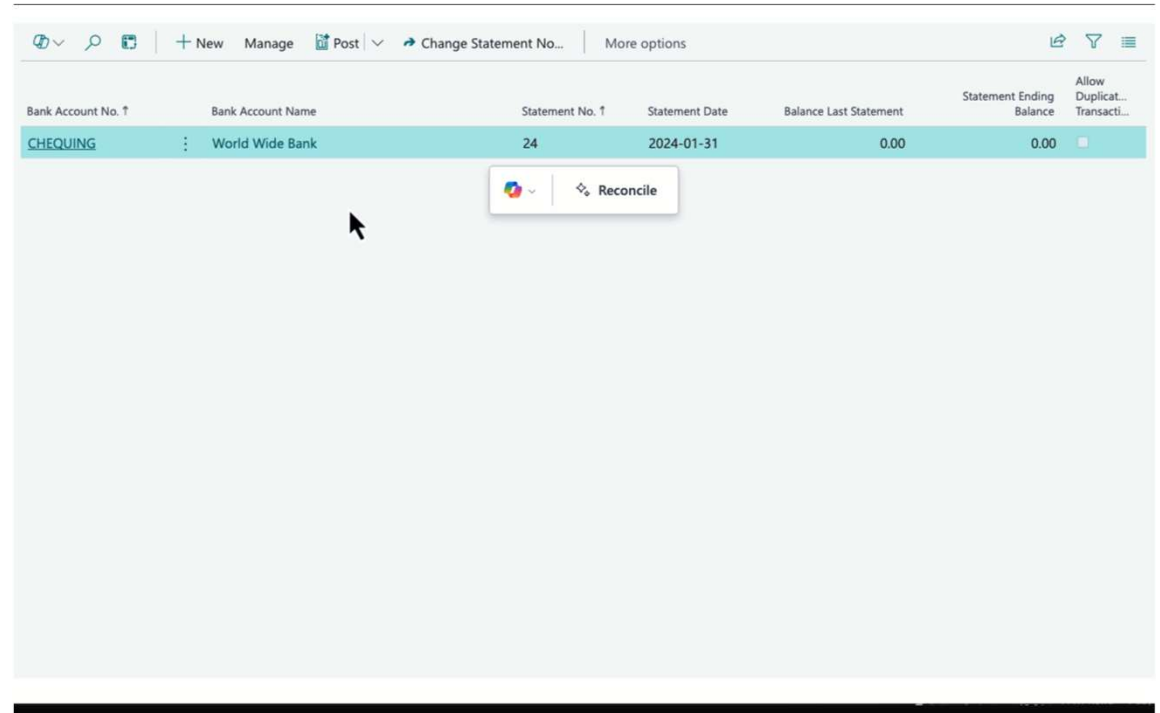 New Manage Post Change Statement No... More options
Allow
Statement Ending Duplicat...
Bank Account No. ↑ Bank Account Name Statement No. ↑ Statement Date Balance Last Statement Balance Transacti...
CHEQUING World Wide Bank 24 2024-01-31 0.00 0.00
Reconcile